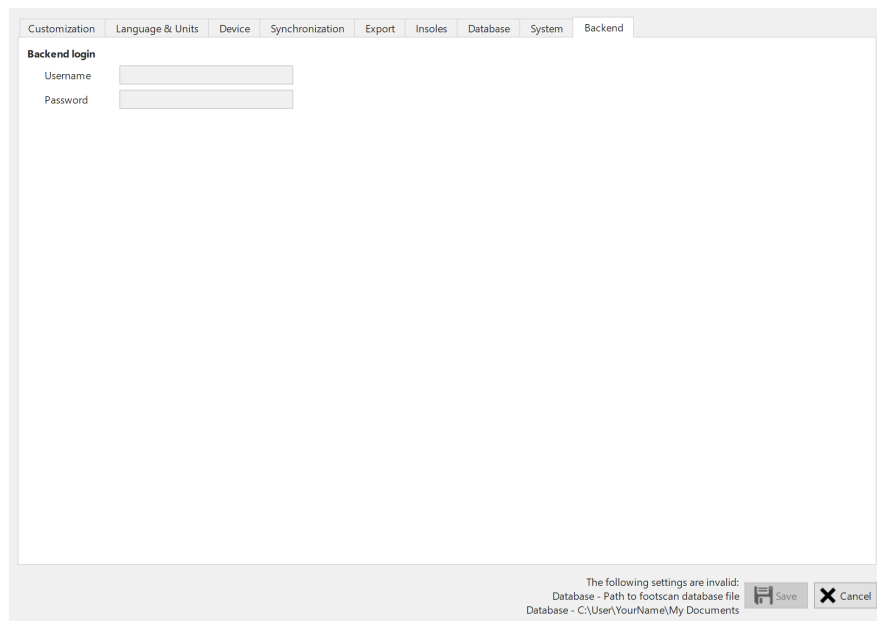 Customization Language & Units Device Synchronization Export Insoles Database System Backend
Backend login
Username
Password
The following settings are invalid:
Database - Path to footscan database file
Database - C:\User\YourName\My Documents
Save
Cancel